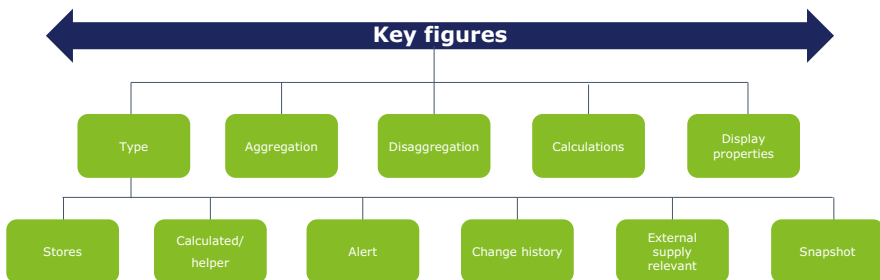 Key figures
Type
Aggregation
Disaggregation
Calculations
Display
properties
Stores
Calculated/
helper
Alert
Change history
External
supply
relevant
Snapshot